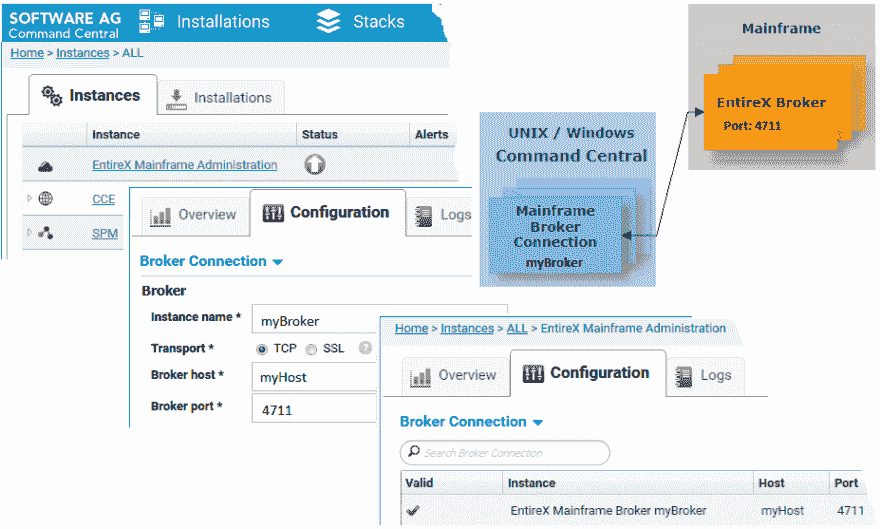 SOFTWARE AG
Command Central
Installations
Stacks
Home > Instances > ALL
Instances
Installations
Instance Status Alerts
EntireX Mainframe Administration
CCE
SPM
Mainframe
EntireX Broker
Port: 4711
UNIX / Windows
Command Central
Mainframe
Broker
Connection
myBroker
Overview
Configuration
Logs
Broker Connection
Broker
Instance name * myBroker
Transport * TCP SSL ?
Broker host * myHost
Broker port * 4711
Home > Instances > ALL > EntireX Mainframe Administration
Overview
Configuration
Logs
Broker Connection
Search Broker Connection
Valid Instance Host Port
EntireX Mainframe Broker myBroker myHost 4711